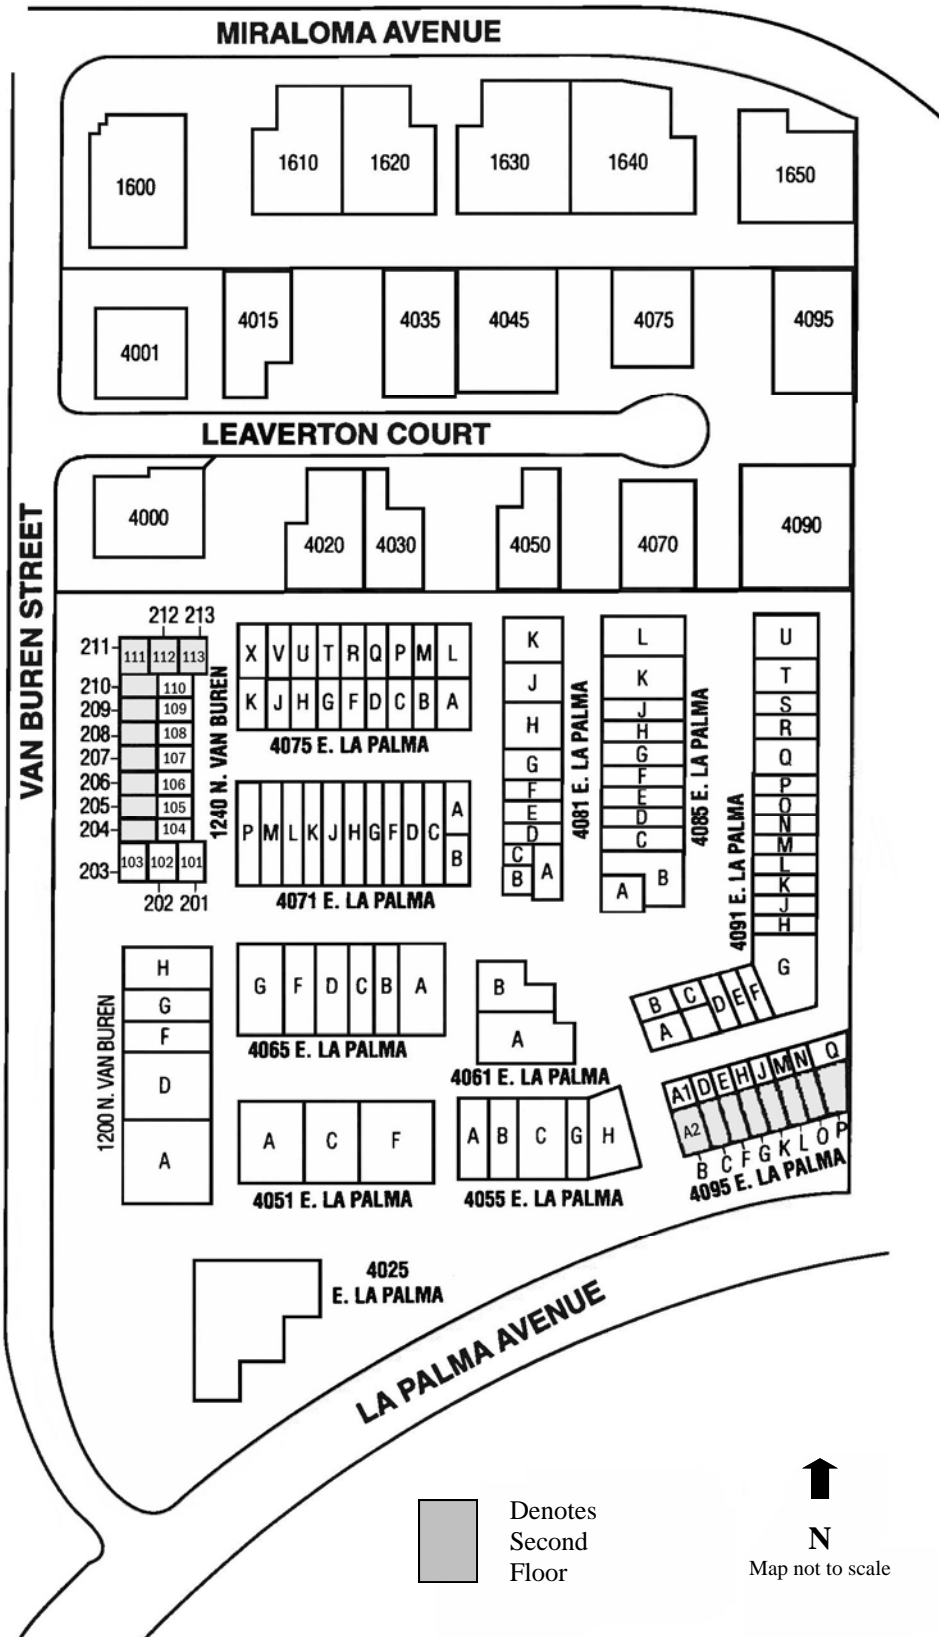 MIRALOMA AVENUE
1600
1610
1620
1630
1640
1650
4001
4015
4035
4045
4075
4095
LEAVERTON COURT
VAN BUREN STREET
4000
4020
4030
4050
4070
4090
212 213
211
111 112 113
210
110
209
109
208
108
207
107
206
106
205
105
204
104
203
103 102 101
202 201
1240 N. VAN BUREN
X V U T R Q P M L
K J H G F D C B A
4075 E. LA PALMA
P M L K J H G F D C
A
B
4071 E. LA PALMA
K
J
H
G
F
E
D
C
B
A
4081 E. LA PALMA
L
K
J
H
G
F
E
D
C
A
B
4085 E. LA PALMA
U
T
S
R
Q
P
O
N
M
L
K
J
H
G
B C D E F
A
4091 E. LA PALMA
H
G
F
D
A
1200 N. VAN BUREN
G F D C B A
4065 E. LA PALMA
B
A
4061 E. LA PALMA
A C F
4051 E. LA PALMA
A B C G H
4055 E. LA PALMA
A1 D E H J M N Q
A2
B C F G K L O P
4095 E. LA PALMA
4025
E. LA PALMA
LA PALMA AVENUE
Denotes
Second
Floor
N
Map not to scale